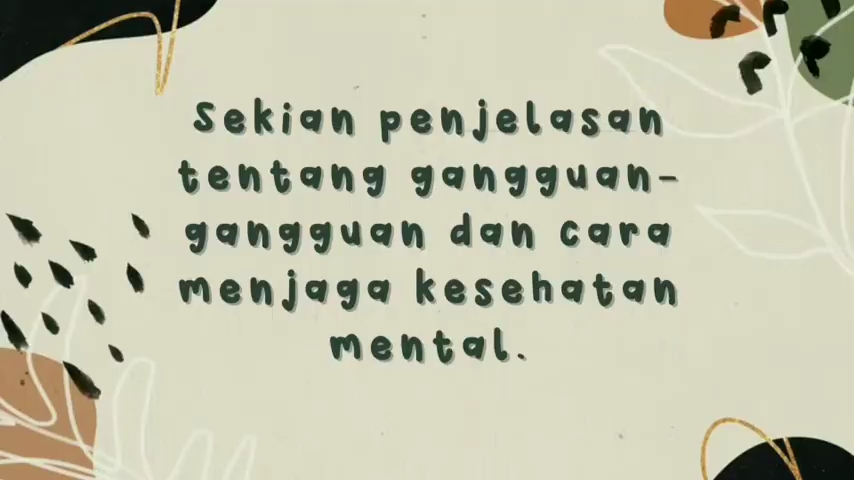 Sekian penjelasan
tentang gangguan-
gangguan dan cara
menjaga kesehatan
mental.